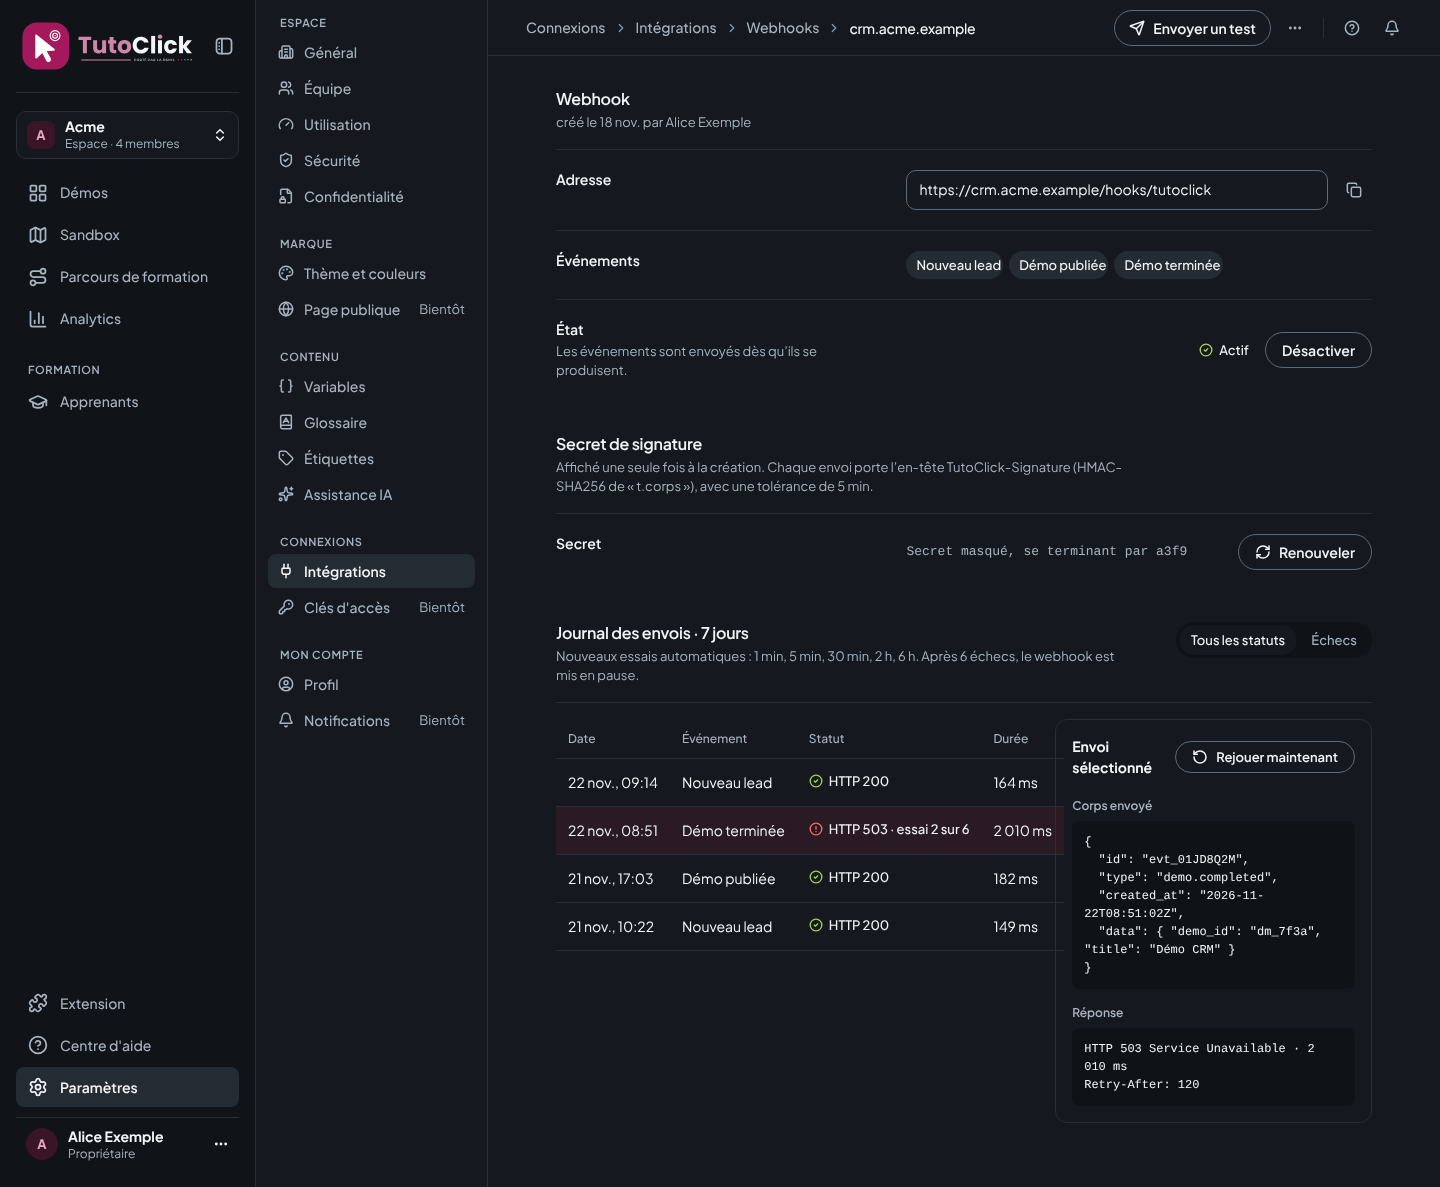 TutoClick
Acme
Espace · 4 membres
Démos
Sandbox
Parcours de formation
Analytics
FORMATION
Apprenants
Extension
Centre d'aide
Paramètres
A
Alice Exemple
Propriétaire
A
ESPACE
Général
Équipe
Utilisation
Sécurité
Confidentialité
MARQUE
Thème et couleurs
Page publique Bientôt
CONTENU
Variables
Glossaire
Étiquettes
Assistance IA
CONNEXIONS
Intégrations
Clés d'accès Bientôt
MON COMPTE
Profil
Notifications Bientôt
Connexions > Intégrations > Webhooks > crm.acme.example
Envoyer un test
Webhook
créé le 18 nov. par Alice Exemple
Adresse
https://crm.acme.example/hooks/tutoclick
Événements
Nouveau lead Démo publiée Démo terminée
État
Les événements sont envoyés dès qu'ils se
produisent.
Actif
Désactiver
Secret de signature
Affiché une seule fois à la création. Chaque envoi porte l'en-tête TutoClick-Signature (HMAC-
SHA256 de « t.corps »), avec une tolérance de 5 min.
Secret
Secret masqué, se terminant par a3f9
Renouveler
Journal des envois · 7 jours
Nouveaux essais automatiques : 1 min, 5 min, 30 min, 2 h, 6 h. Après 6 échecs, le webhook est
mis en pause.
Tous les statuts Échecs
Date Événement Statut Durée
22 nov., 09:14 Nouveau lead HTTP 200 164 ms
22 nov., 08:51 Démo terminée HTTP 503 · essai 2 sur 6 2 010 ms
21 nov., 17:03 Démo publiée HTTP 200 182 ms
21 nov., 10:22 Nouveau lead HTTP 200 149 ms
Envoi
sélectionné
Rejouer maintenant
Corps envoyé
{
"id": "evt_01JD8Q2M",
"type": "demo.completed",
"created_at": "2026-11-
22T08:51:02Z",
"data": { "demo_id": "dm_7f3a",
"title": "Démo CRM" }
}
Réponse
HTTP 503 Service Unavailable · 2
010 ms
Retry-After: 120